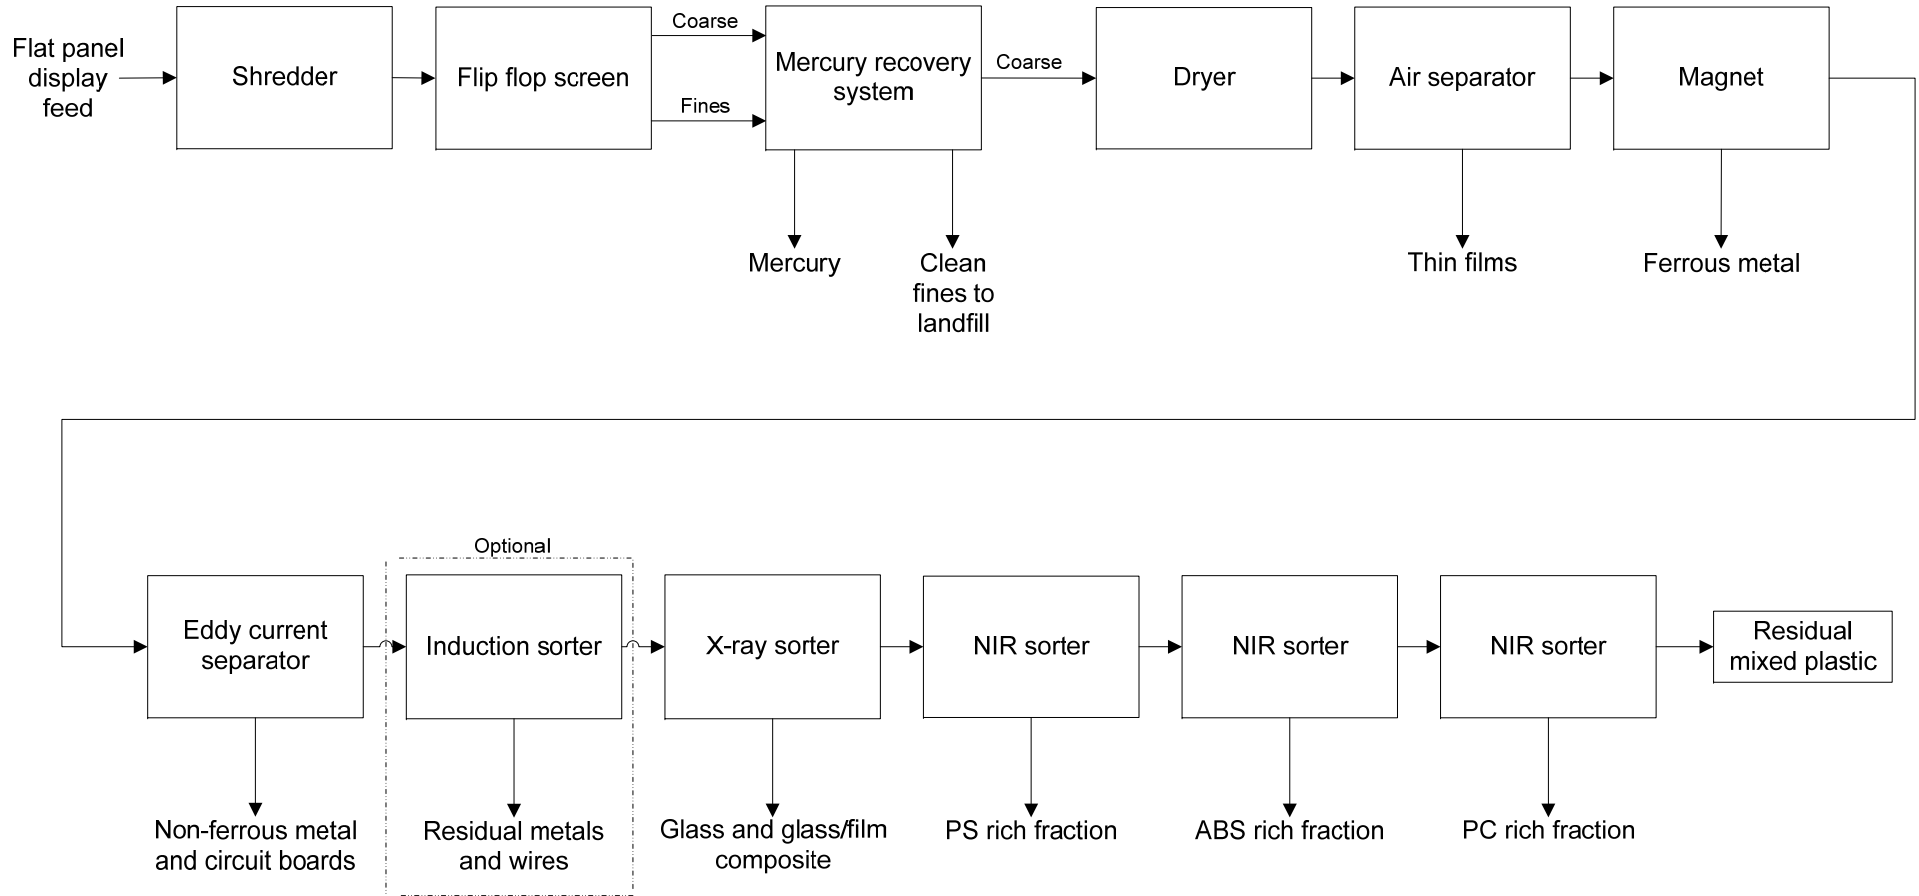 Flat panel
display
feed
Shredder
Flip flop screen
Coarse
Fines
Mercury recovery
system
Coarse
Dryer
Air separator
Magnet
Mercury
Clean
fines to
landfill
Thin films
Ferrous metal
Optional
Eddy current
separator
Induction sorter
X-ray sorter
NIR sorter
NIR sorter
NIR sorter
Residual
mixed plastic
Non-ferrous metal
and circuit boards
Residual metals
and wires
Glass and glass/film
composite
PS rich fraction
ABS rich fraction
PC rich fraction